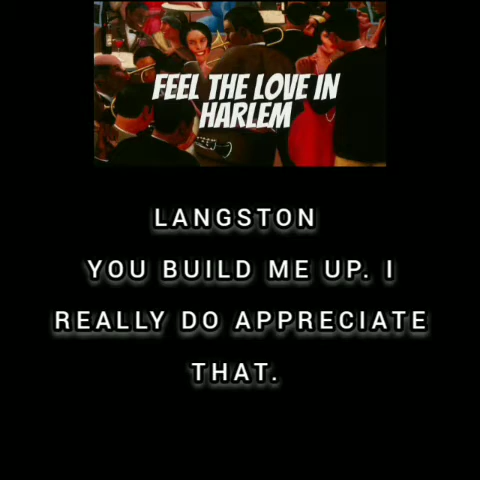 FEEL THE LOVE IN
HARLEM
LANGSTON
YOU BUILD ME UP. I
REALLY DO APPRECIATE
THAT.